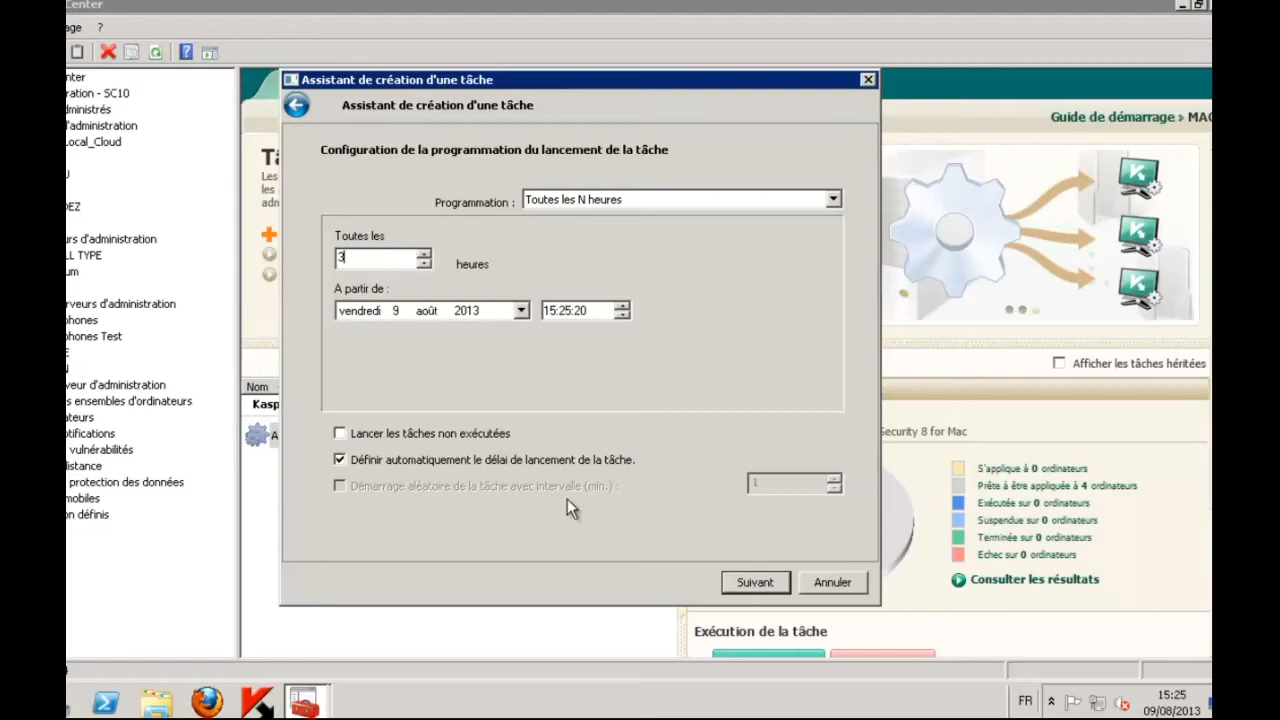 Center
age ?
nter
ration - SC10
dministrés
'administration
.ocal_Cloud
U
DEZ
urs d'administration
LL TYPE
um
rveurs d'administration
phones
phones Test
E
veur d'administration
s ensembles d'ordinateurs
ateurs
otifications
vulnérabilités
istance
protection des données
mobiles
on définis
Assistant de création d'une tâche
Assistant de création d'une tâche
Configuration de la programmation du lancement de la tâche
Programmation : Toutes les N heures
Toutes les
3 heures
A partir de :
vendredi 9 août 2013 15:25:20
Lancer les tâches non exécutées
Définir automatiquement le délai de lancement de la tâche.
Démarrage aléatoire de la tâche avec intervalle (min.) : 1
Suivant Annuler
Tâ
Les
les
adm
Nom
Kasp
A
Guide de démarrage » MAC
Afficher les tâches héritées
Security 8 for Mac
S'applique à 0 ordinateurs
Prête à être appliquée à 4 ordinateurs
Exécutée sur 0 ordinateurs
Suspendue sur 0 ordinateurs
Terminée sur 0 ordinateurs
Echec sur 0 ordinateurs
Consulter les résultats
Exécution de la tâche
FR
15:25
09/08/2013